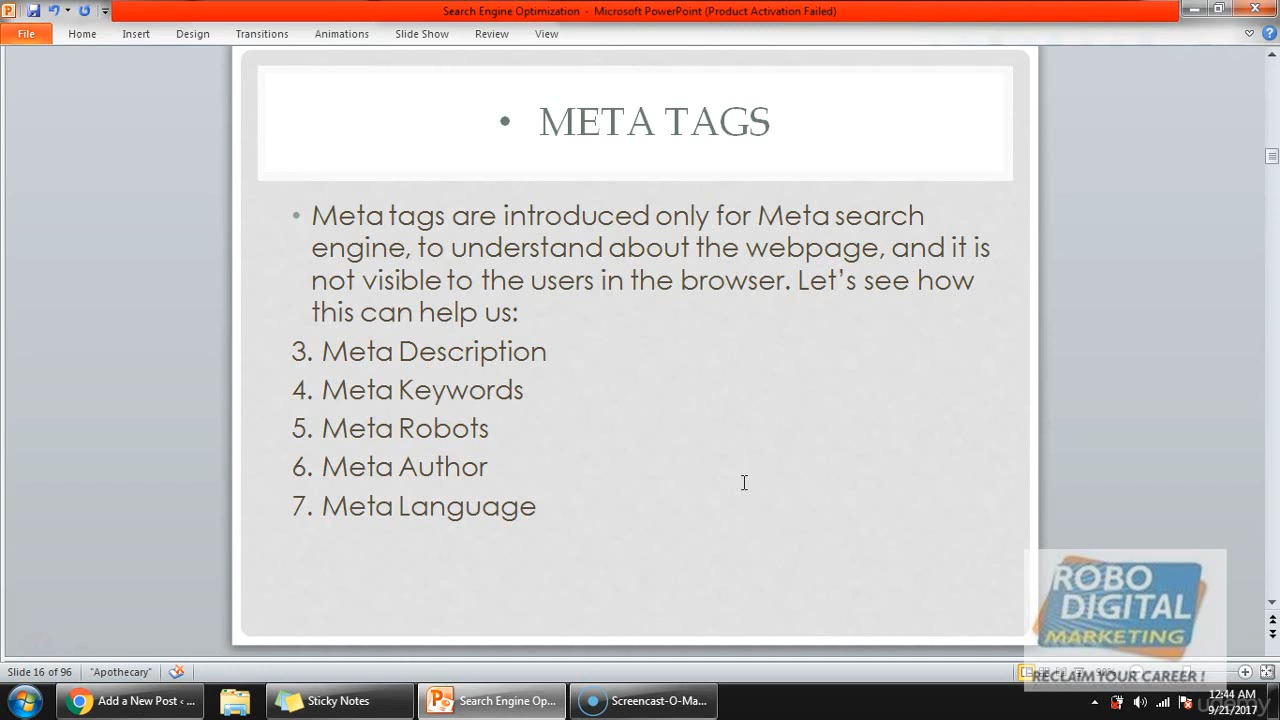 Search Engine Optimization - Microsoft PowerPoint (Product Activation Failed)
File Home Insert Design Transitions Animations Slide Show Review View
• META TAGS
• Meta tags are introduced only for Meta search
engine, to understand about the webpage, and it is
not visible to the users in the browser. Let's see how
this can help us:
3. Meta Description
4. Meta Keywords
5. Meta Robots
6. Meta Author
7. Meta Language
ROBO
DIGITAL
MARKETING
RECLAIM YOUR CAREER !
Slide 16 of 96 "Apothecary"
Add a New Post ‹ ... Sticky Notes Search Engine Op... Screencast-O-Ma...
12:44 AM
9/21/2017
udemy